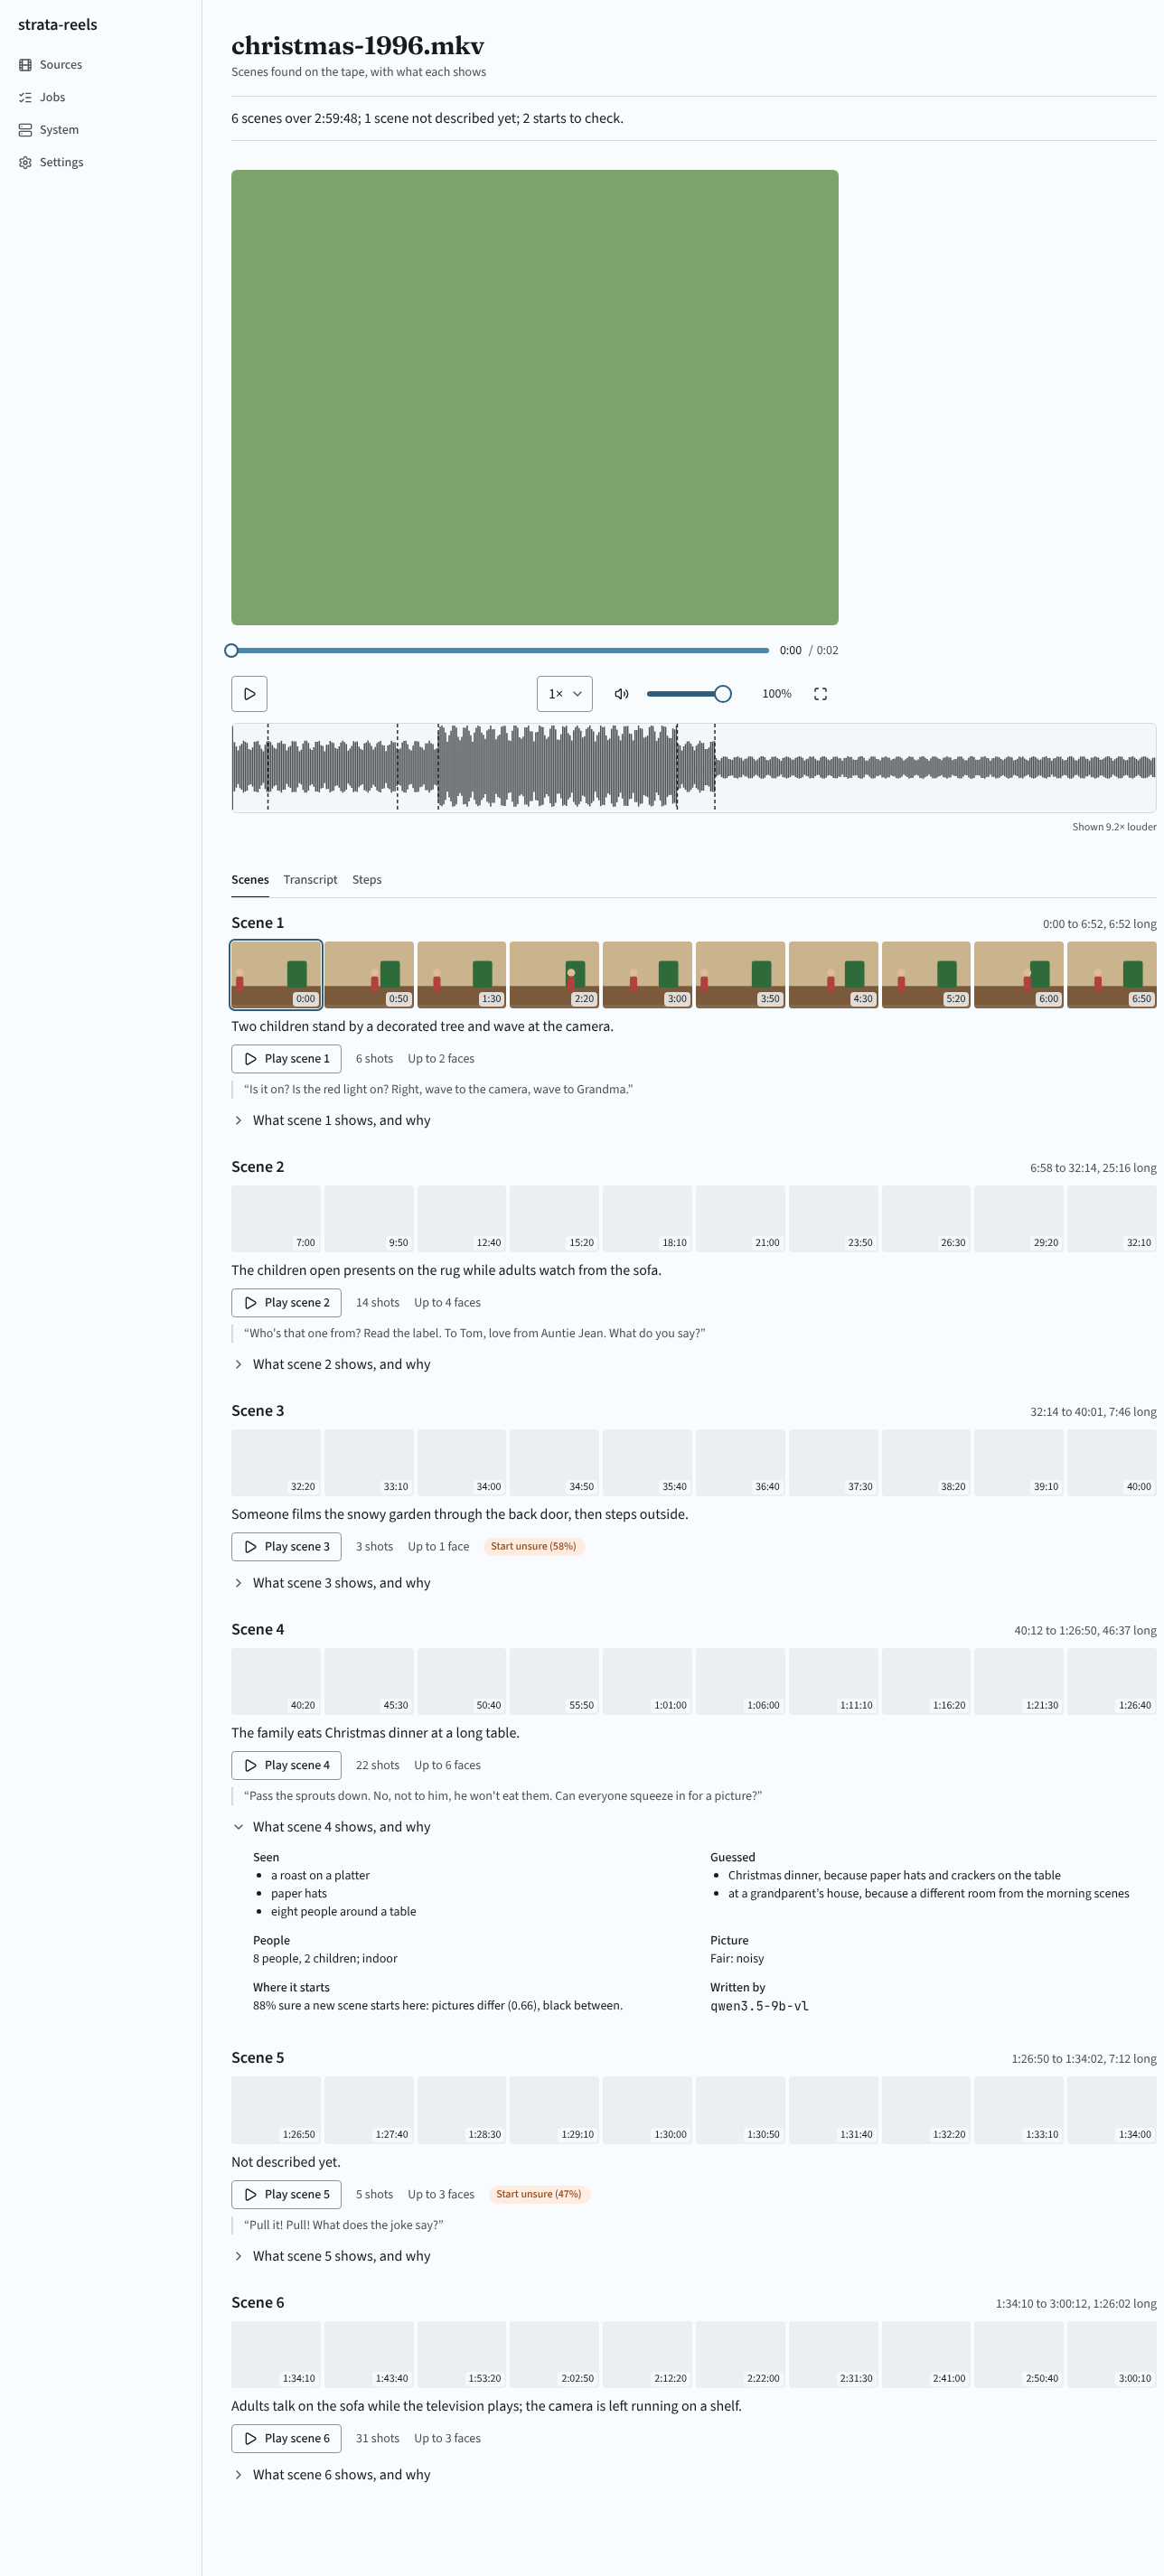 strata-reels
Sources
Jobs
System
Settings
christmas-1996.mkv
Scenes found on the tape, with what each shows
6 scenes over 2:59:48; 1 scene not described yet; 2 starts to check.
0:00 / 0:02
1× 100%
Shown 9.2× louder
Scenes Transcript Steps
Scene 1 0:00 to 6:52, 6:52 long
0:00 0:50 1:30 2:20 3:00 3:50 4:30 5:20 6:00 6:50
Two children stand by a decorated tree and wave at the camera.
Play scene 1 6 shots Up to 2 faces
“Is it on? Is the red light on? Right, wave to the camera, wave to Grandma.”
What scene 1 shows, and why
Scene 2 6:58 to 32:14, 25:16 long
7:00 9:50 12:40 15:20 18:10 21:00 23:50 26:30 29:20 32:10
The children open presents on the rug while adults watch from the sofa.
Play scene 2 14 shots Up to 4 faces
“Who's that one from? Read the label. To Tom, love from Auntie Jean. What do you say?”
What scene 2 shows, and why
Scene 3 32:14 to 40:01, 7:46 long
32:20 33:10 34:00 34:50 35:40 36:40 37:30 38:20 39:10 40:00
Someone films the snowy garden through the back door, then steps outside.
Play scene 3 3 shots Up to 1 face Start unsure (58%)
What scene 3 shows, and why
Scene 4 40:12 to 1:26:50, 46:37 long
40:20 45:30 50:40 55:50 1:01:00 1:06:00 1:11:10 1:16:20 1:21:30 1:26:40
The family eats Christmas dinner at a long table.
Play scene 4 22 shots Up to 6 faces
“Pass the sprouts down. No, not to him, he won't eat them. Can everyone squeeze in for a picture?”
What scene 4 shows, and why
Seen
a roast on a platter
paper hats
eight people around a table
Guessed
Christmas dinner, because paper hats and crackers on the table
at a grandparent’s house, because a different room from the morning scenes
People
8 people, 2 children; indoor
Picture
Fair: noisy
Where it starts
88% sure a new scene starts here: pictures differ (0.66), black between.
Written by
qwen3.5-9b-vl
Scene 5 1:26:50 to 1:34:02, 7:12 long
1:26:50 1:27:40 1:28:30 1:29:10 1:30:00 1:30:50 1:31:40 1:32:20 1:33:10 1:34:00
Not described yet.
Play scene 5 5 shots Up to 3 faces Start unsure (47%)
“Pull it! Pull! What does the joke say?”
What scene 5 shows, and why
Scene 6 1:34:10 to 3:00:12, 1:26:02 long
1:34:10 1:43:40 1:53:20 2:02:50 2:12:20 2:22:00 2:31:30 2:41:00 2:50:40 3:00:10
Adults talk on the sofa while the television plays; the camera is left running on a shelf.
Play scene 6 31 shots Up to 3 faces
What scene 6 shows, and why